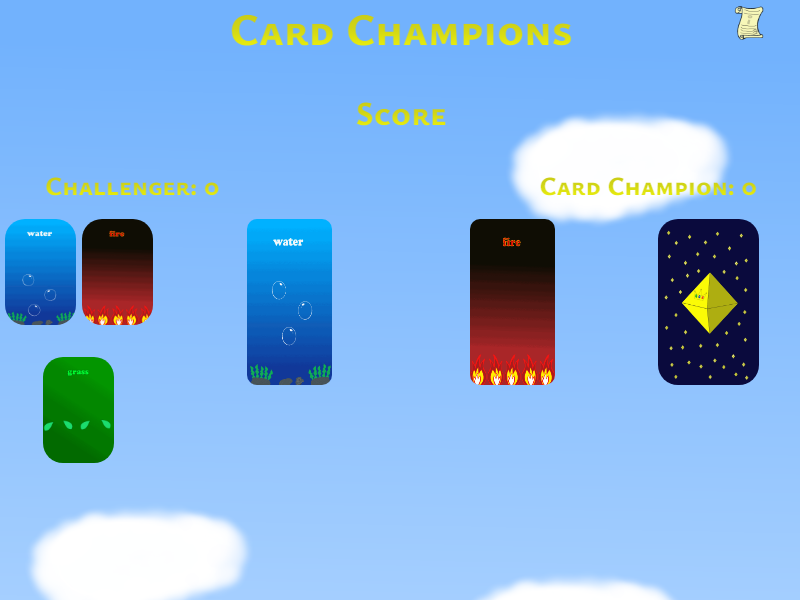 Card Champions
Score
Challenger: 0
Card Champion: 0
water
fire
water
fire
grass